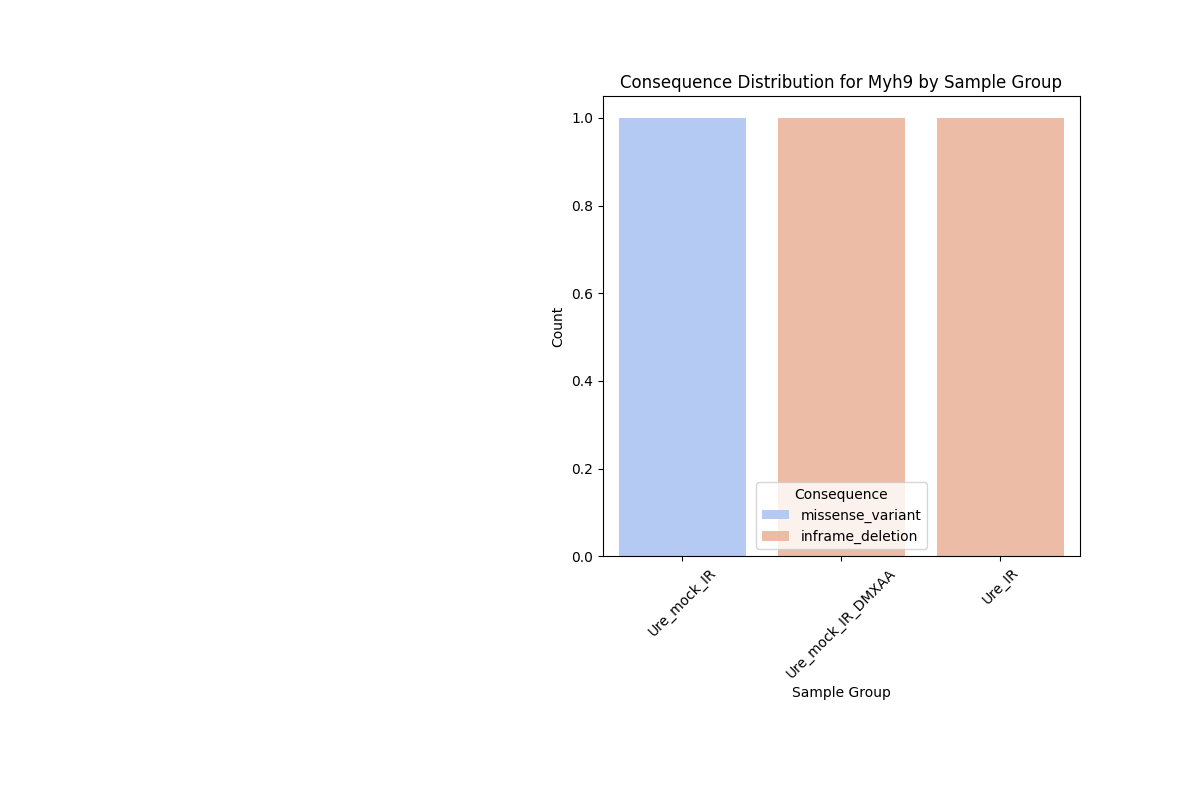 Consequence Distribution for Myh9 by Sample Group
1.0
0.8
0.6
0.4
0.2
0.0
Count
Consequence
missense_variant
inframe_deletion
Ure_mock_IR
Ure_mock_IR_DMXAA
Ure_IR
Sample Group